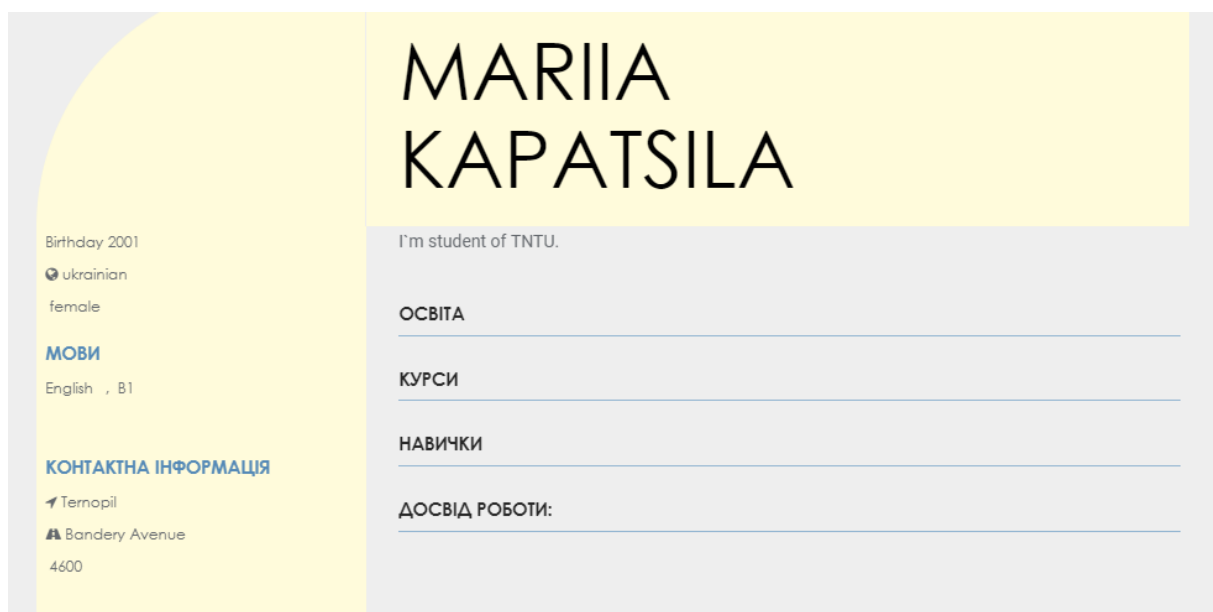 MARIIA
KAPATSILA
Birthday 2001
ukrainian
female
МОВИ
English , B1
КОНТАКТНА ІНФОРМАЦІЯ
Ternopil
Bandery Avenue
4600
I`m student of TNTU.
ОСВІТА
КУРСИ
НАВИЧКИ
ДОСВІД РОБОТИ: